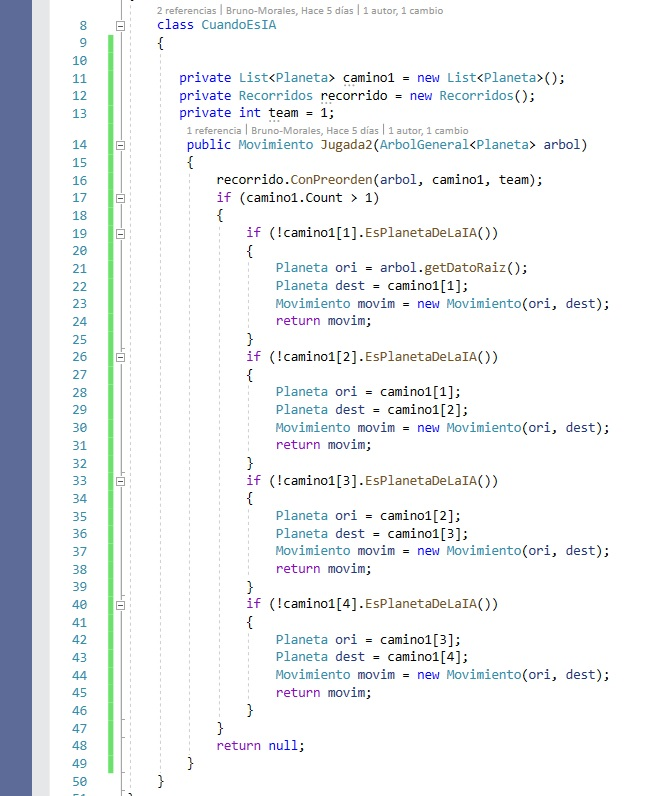 2 referencias | Bruno-Morales, Hace 5 días | 1 autor, 1 cambio
8 class CuandoEsIA
9 {
10
11 private List<Planeta> camino1 = new List<Planeta>();
12 private Recorridos recorrido = new Recorridos();
13 private int team = 1;
1 referencia | Bruno-Morales, Hace 5 días | 1 autor, 1 cambio
14 public Movimiento Jugada2(ArbolGeneral<Planeta> arbol)
15 {
16 recorrido.ConPreorden(arbol, camino1, team);
17 if (camino1.Count > 1)
18 {
19 if (!camino1[1].EsPlanetaDeLaIA())
20 {
21 Planeta ori = arbol.getDatoRaiz();
22 Planeta dest = camino1[1];
23 Movimiento movim = new Movimiento(ori, dest);
24 return movim;
25 }
26 if (!camino1[2].EsPlanetaDeLaIA())
27 {
28 Planeta ori = camino1[1];
29 Planeta dest = camino1[2];
30 Movimiento movim = new Movimiento(ori, dest);
31 return movim;
32 }
33 if (!camino1[3].EsPlanetaDeLaIA())
34 {
35 Planeta ori = camino1[2];
36 Planeta dest = camino1[3];
37 Movimiento movim = new Movimiento(ori, dest);
38 return movim;
39 }
40 if (!camino1[4].EsPlanetaDeLaIA())
41 {
42 Planeta ori = camino1[3];
43 Planeta dest = camino1[4];
44 Movimiento movim = new Movimiento(ori, dest);
45 return movim;
46 }
47 }
48 return null;
49 }
50 }